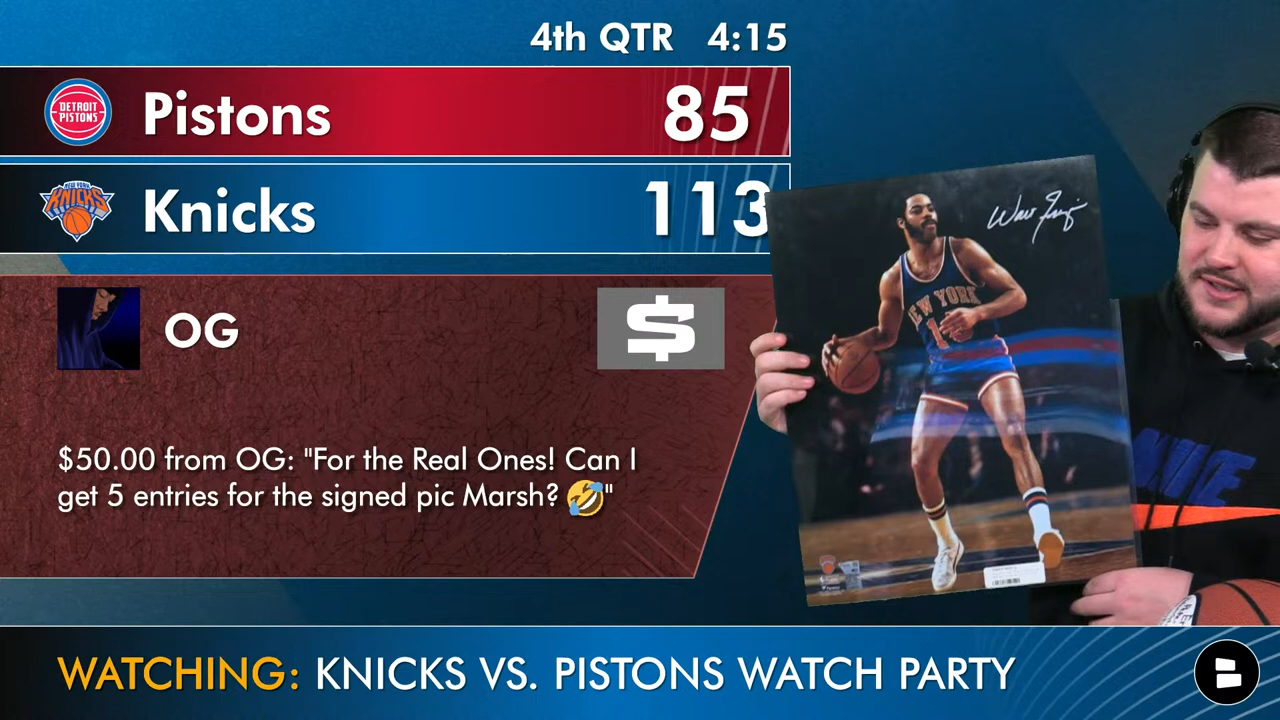 4th QTR 4:15
DETROIT
PISTONS
Pistons
85
NEW YORK
KNICKS
Knicks
113
OG
$
$50.00 from OG: "For the Real Ones! Can I
get 5 entries for the signed pic Marsh? 🤣"
NEW YORK
WATCHING: KNICKS VS. PISTONS WATCH PARTY